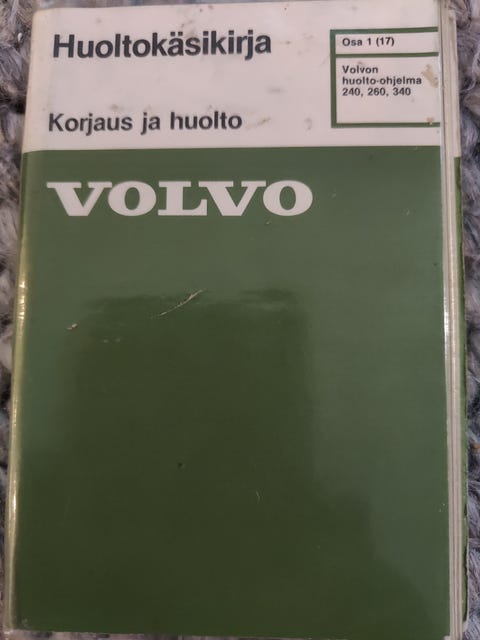 Huoltokäsikirja
Osa 1 (17)
Volvon
huolto-ohjelma
240, 260, 340
Korjaus ja huolto
VOLVO